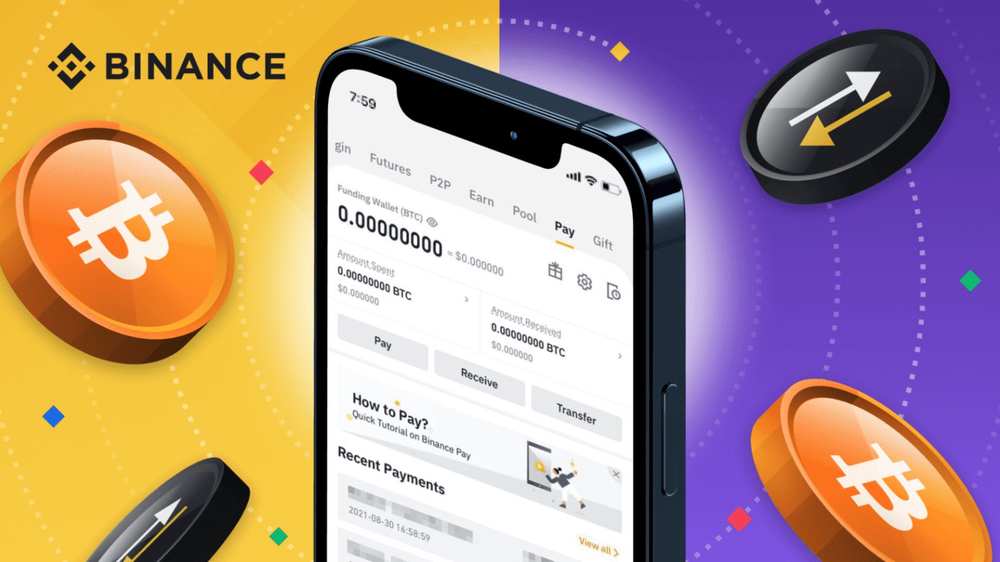 BINANCE
7:59
gin Futures P2P Earn Pool Pay Gift
Funding Wallet (BTC)
0.00000000 ≈ $0.000000
Amount Spent
0.00000000 BTC
$0.000000
Amount Received
0.00000000 BTC
$0.000000
Pay
Receive
Transfer
How to Pay?
Quick Tutorial on Binance Pay
Recent Payments
2021-08-30 16:58:59
View all